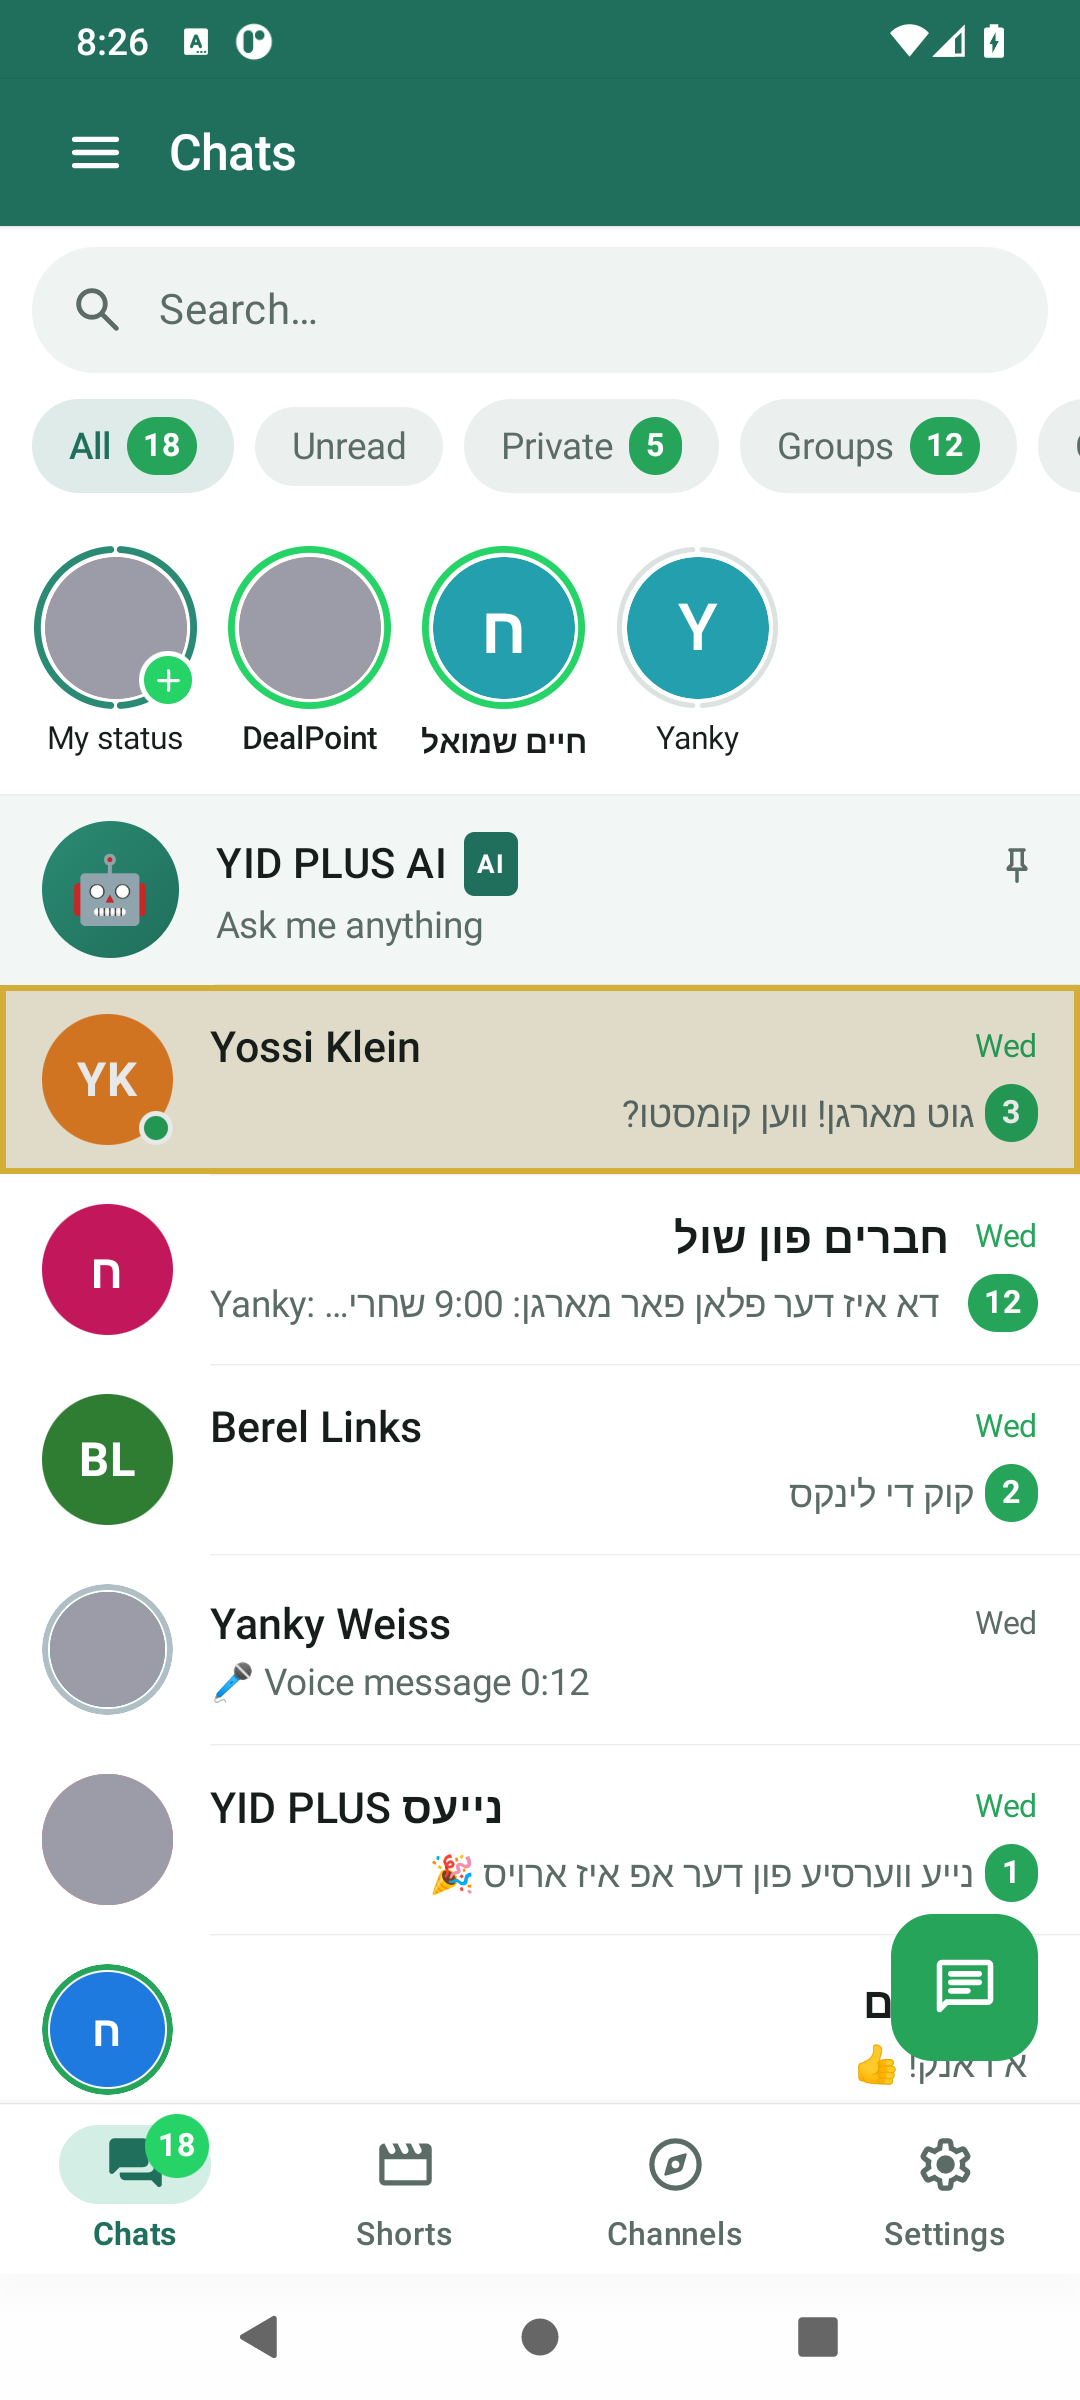 8:26
Chats
Search...
All 18
Unread
Private 5
Groups 12
ח
Y
My status
DealPoint
חיים שמואל
Yanky
YID PLUS AI AI
Ask me anything
YK
Yossi Klein
Wed
גוט מארגן! ווען קומסטו?
3
ח
חברים פון שול
Wed
Yanky: דא איז דער פלאן פאר מארגן: 9:00 שחרי...
12
BL
Berel Links
Wed
קוק די לינקס
2
Yanky Weiss
Wed
🎤 Voice message 0:12
YID PLUS נייעס
Wed
נייע ווערסיע פון דער אפ איז ארויס 🎉
1
ח
18
Chats
Shorts
Channels
Settings